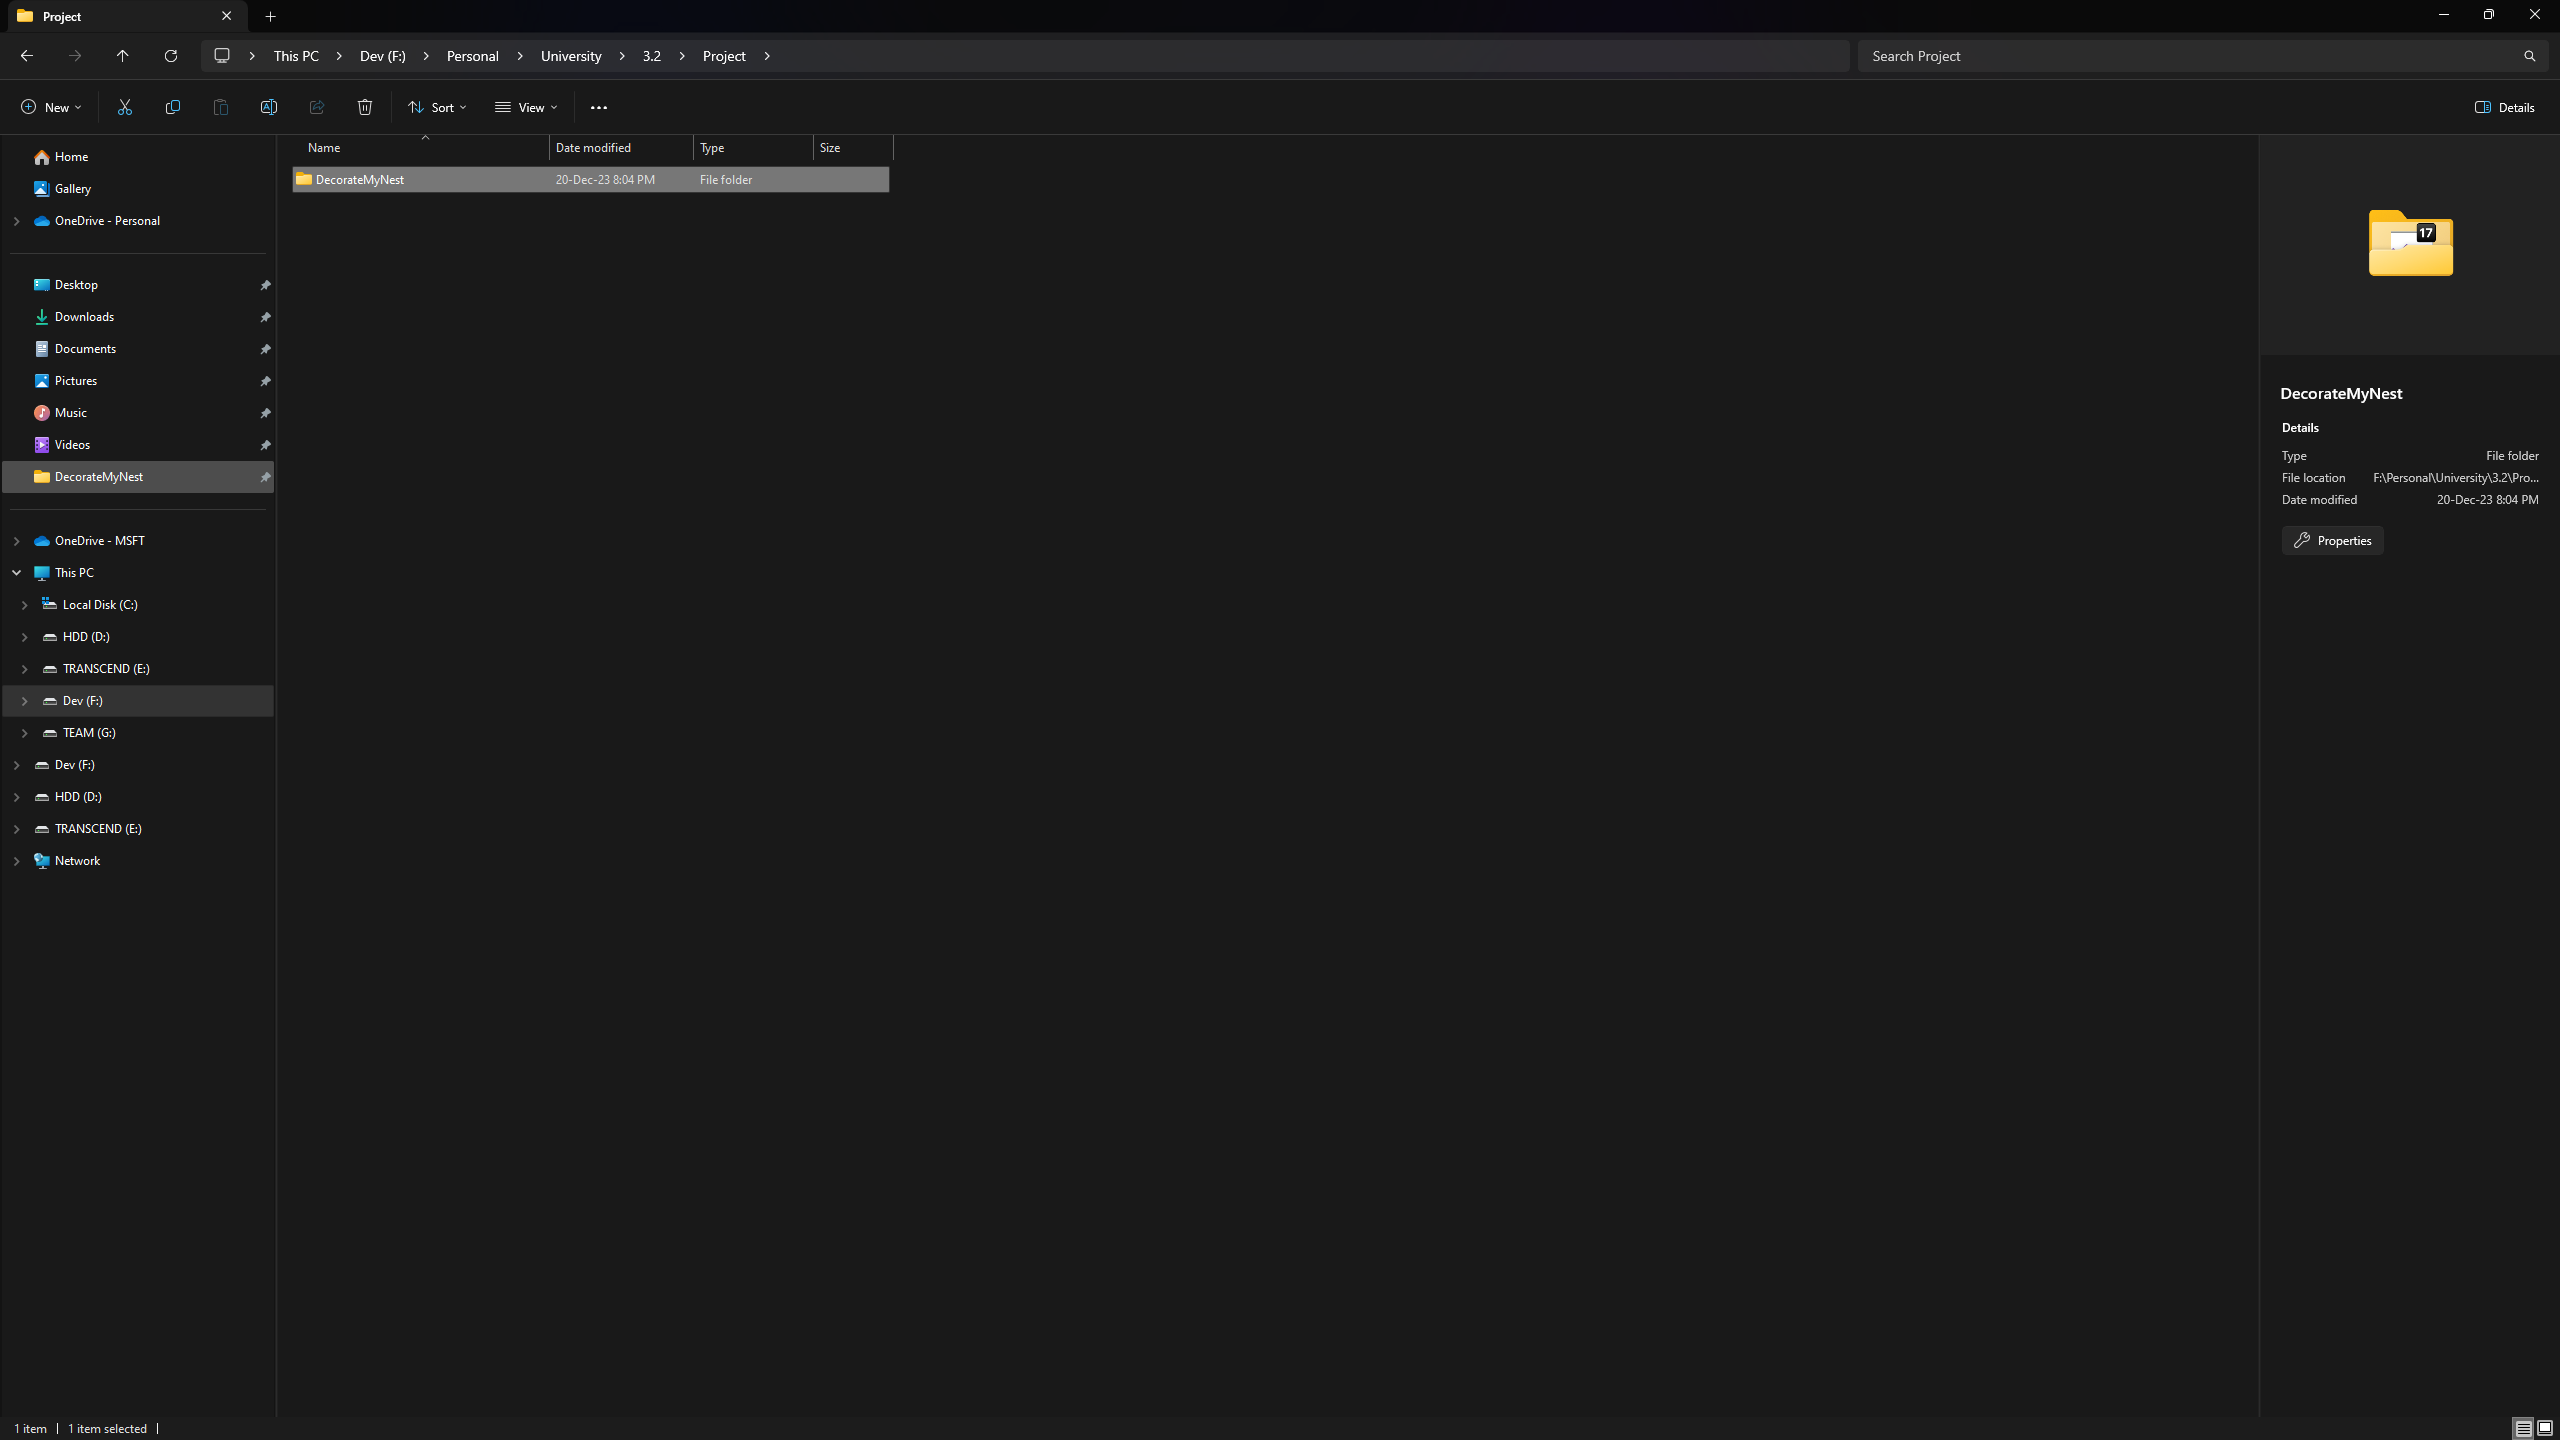 Project
This PC > Dev (F:) > Personal > University > 3.2 > Project >
Search Project
New
Sort
View
Details
Home
Gallery
OneDrive - Personal
Desktop
Downloads
Documents
Pictures
Music
Videos
DecorateMyNest
OneDrive - MSFT
This PC
Local Disk (C:)
HDD (D:)
TRANSCEND (E:)
Dev (F:)
TEAM (G:)
Dev (F:)
HDD (D:)
TRANSCEND (E:)
Network
Name Date modified Type Size
DecorateMyNest 20-Dec-23 8:04 PM File folder
17
DecorateMyNest
Details
Type File folder
File location F:\Personal\University\3.2\Pro...
Date modified 20-Dec-23 8:04 PM
Properties
1 item 1 item selected